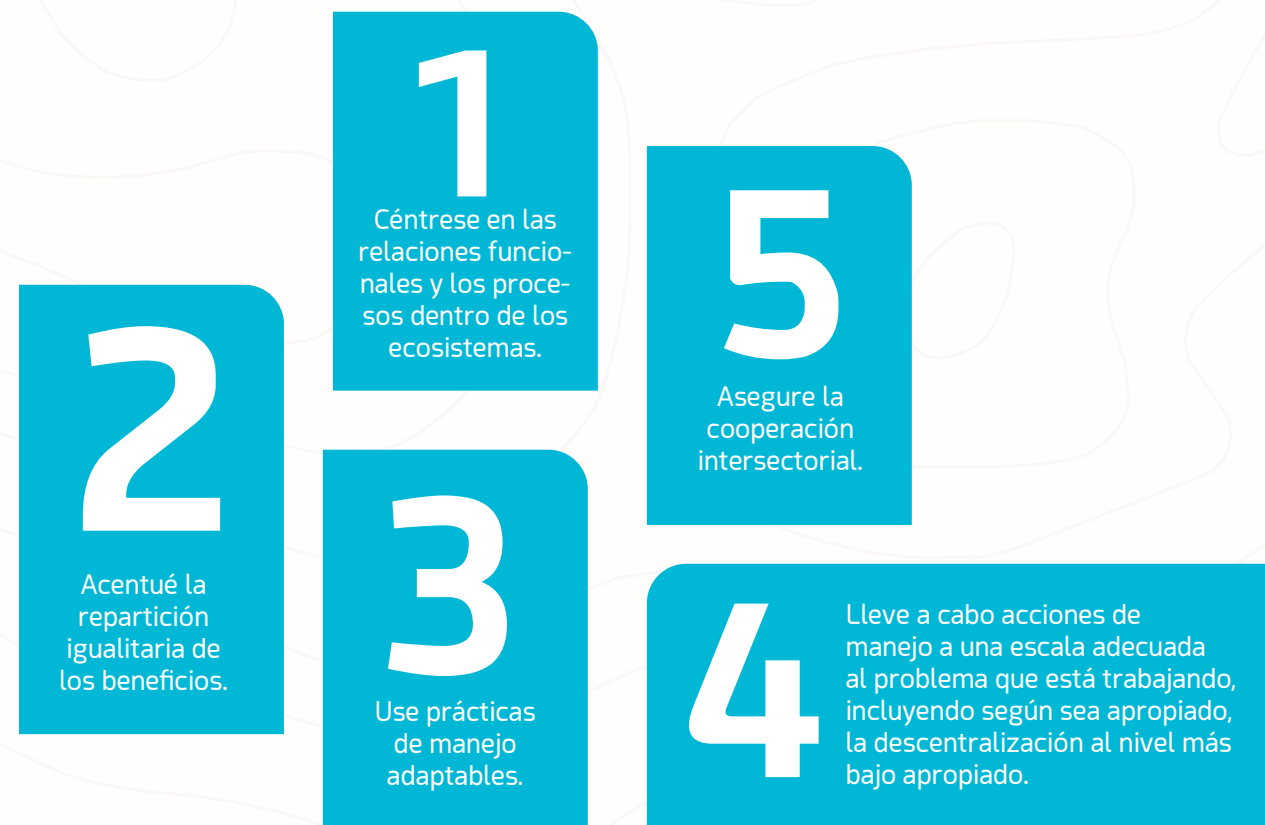 1
Céntrese en las
relaciones funcio-
nales y los proce-
sos dentro de los
ecosistemas.
2
Acentué la
repartición
igualitaria de
los beneficios.
3
Use prácticas
de manejo
adaptables.
4
Lleve a cabo acciones de
manejo a una escala adecuada
al problema que está trabajando,
incluyendo según sea apropiado,
la descentralización al nivel más
bajo apropiado.
5
Asegure la
cooperación
intersectorial.